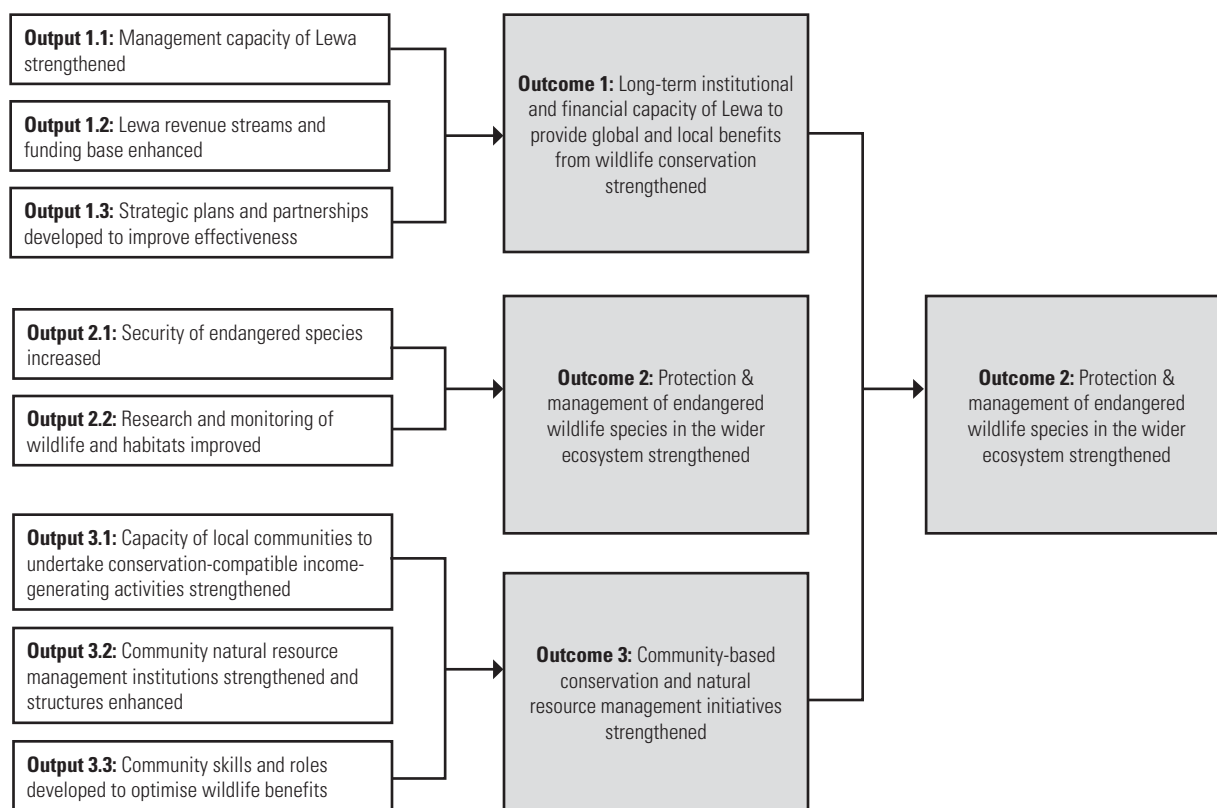 Output 1.1: Management capacity of Lewa
strengthened
Output 1.2: Lewa revenue streams and
funding base enhanced
Output 1.3: Strategic plans and partnerships
developed to improve effectiveness
Outcome 1: Long-term institutional
and financial capacity of Lewa to
provide global and local benefits
from wildlife conservation
strengthened
Output 2.1: Security of endangered species
increased
Output 2.2: Research and monitoring of
wildlife and habitats improved
Outcome 2: Protection &
management of endangered
wildlife species in the wider
ecosystem strengthened
Outcome 2: Protection &
management of endangered
wildlife species in the wider
ecosystem strengthened
Output 3.1: Capacity of local communities to
undertake conservation-compatible income-
generating activities strengthened
Output 3.2: Community natural resource
management institutions strengthened and
structures enhanced
Output 3.3: Community skills and roles
developed to optimise wildlife benefits
Outcome 3: Community-based
conservation and natural
resource management initiatives
strengthened